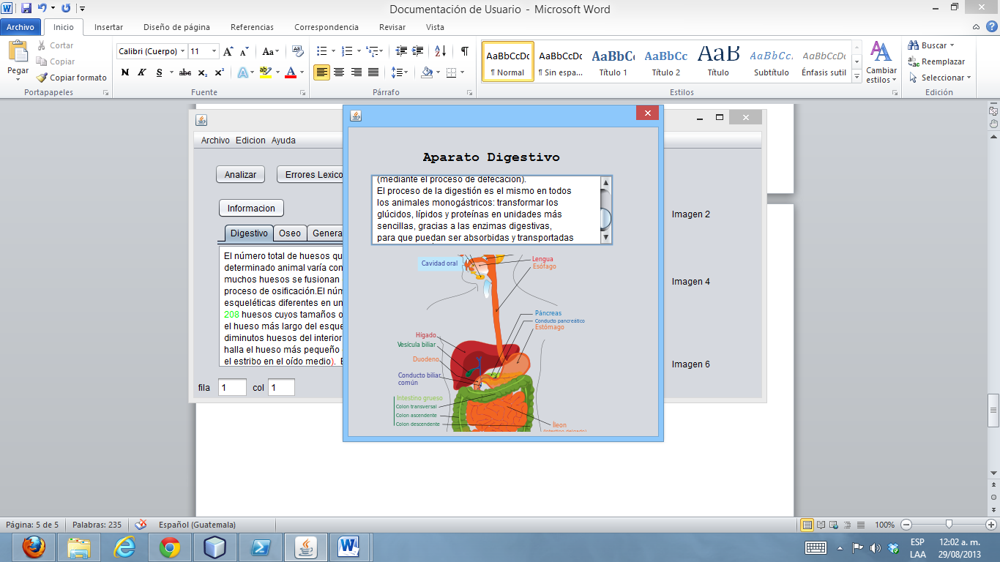 Documentación de Usuario - Microsoft Word
Archivo Inicio Insertar Diseño de página Referencias Correspondencia Revisar Vista
Pegar
Cortar
Copiar
Copiar formato
Portapapeles
Calibri (Cuerpo) 11
Aa
N K S abc x₂ x²
A ab A
Fuente
Párrafo
AaBbCcDc AaBbCcDc AaBbC AaBbCc AaB AaBbCc. AaBbCcDc
¶ Normal ¶ Sin espa... Título 1 Título 2 Título Subtítulo Énfasis sutil
Cambiar
estilos
Estilos
Buscar
Reemplazar
Seleccionar
Edición
Archivo Edicion Ayuda
Analizar Errores Lexico
Informacion
Digestivo Oseo Genera
El número total de huesos qu
determinado animal varía con
muchos huesos se fusionan
proceso de osificación.El núm
esqueléticas diferentes en un
208 huesos cuyos tamaños o
el hueso más largo del esque
diminutos huesos del interior
halla el hueso más pequeño
el estribo en el oído medio). E
fila 1 col 1
Imagen 2
Imagen 4
Imagen 6
Aparato Digestivo
(mediante el proceso de defecación).
El proceso de la digestión es el mismo en todos
los animales monogástricos: transformar los
glúcidos, lípidos y proteínas en unidades más
sencillas, gracias a las enzimas digestivas,
para que puedan ser absorbidas y transportadas
Cavidad oral
Lengua
Esófago
Páncreas
Conducto pancreático
Estómago
Hígado
Vesícula biliar
Duodeno
Conducto biliar
común
Intestino grueso
Colon transversal
Colon ascendente
Colon descendente
Íleon
(intestino delgado)
Página: 5 de 5 Palabras: 235 Español (Guatemala) 100%
ESP
LAA
12:02 a. m.
29/08/2013